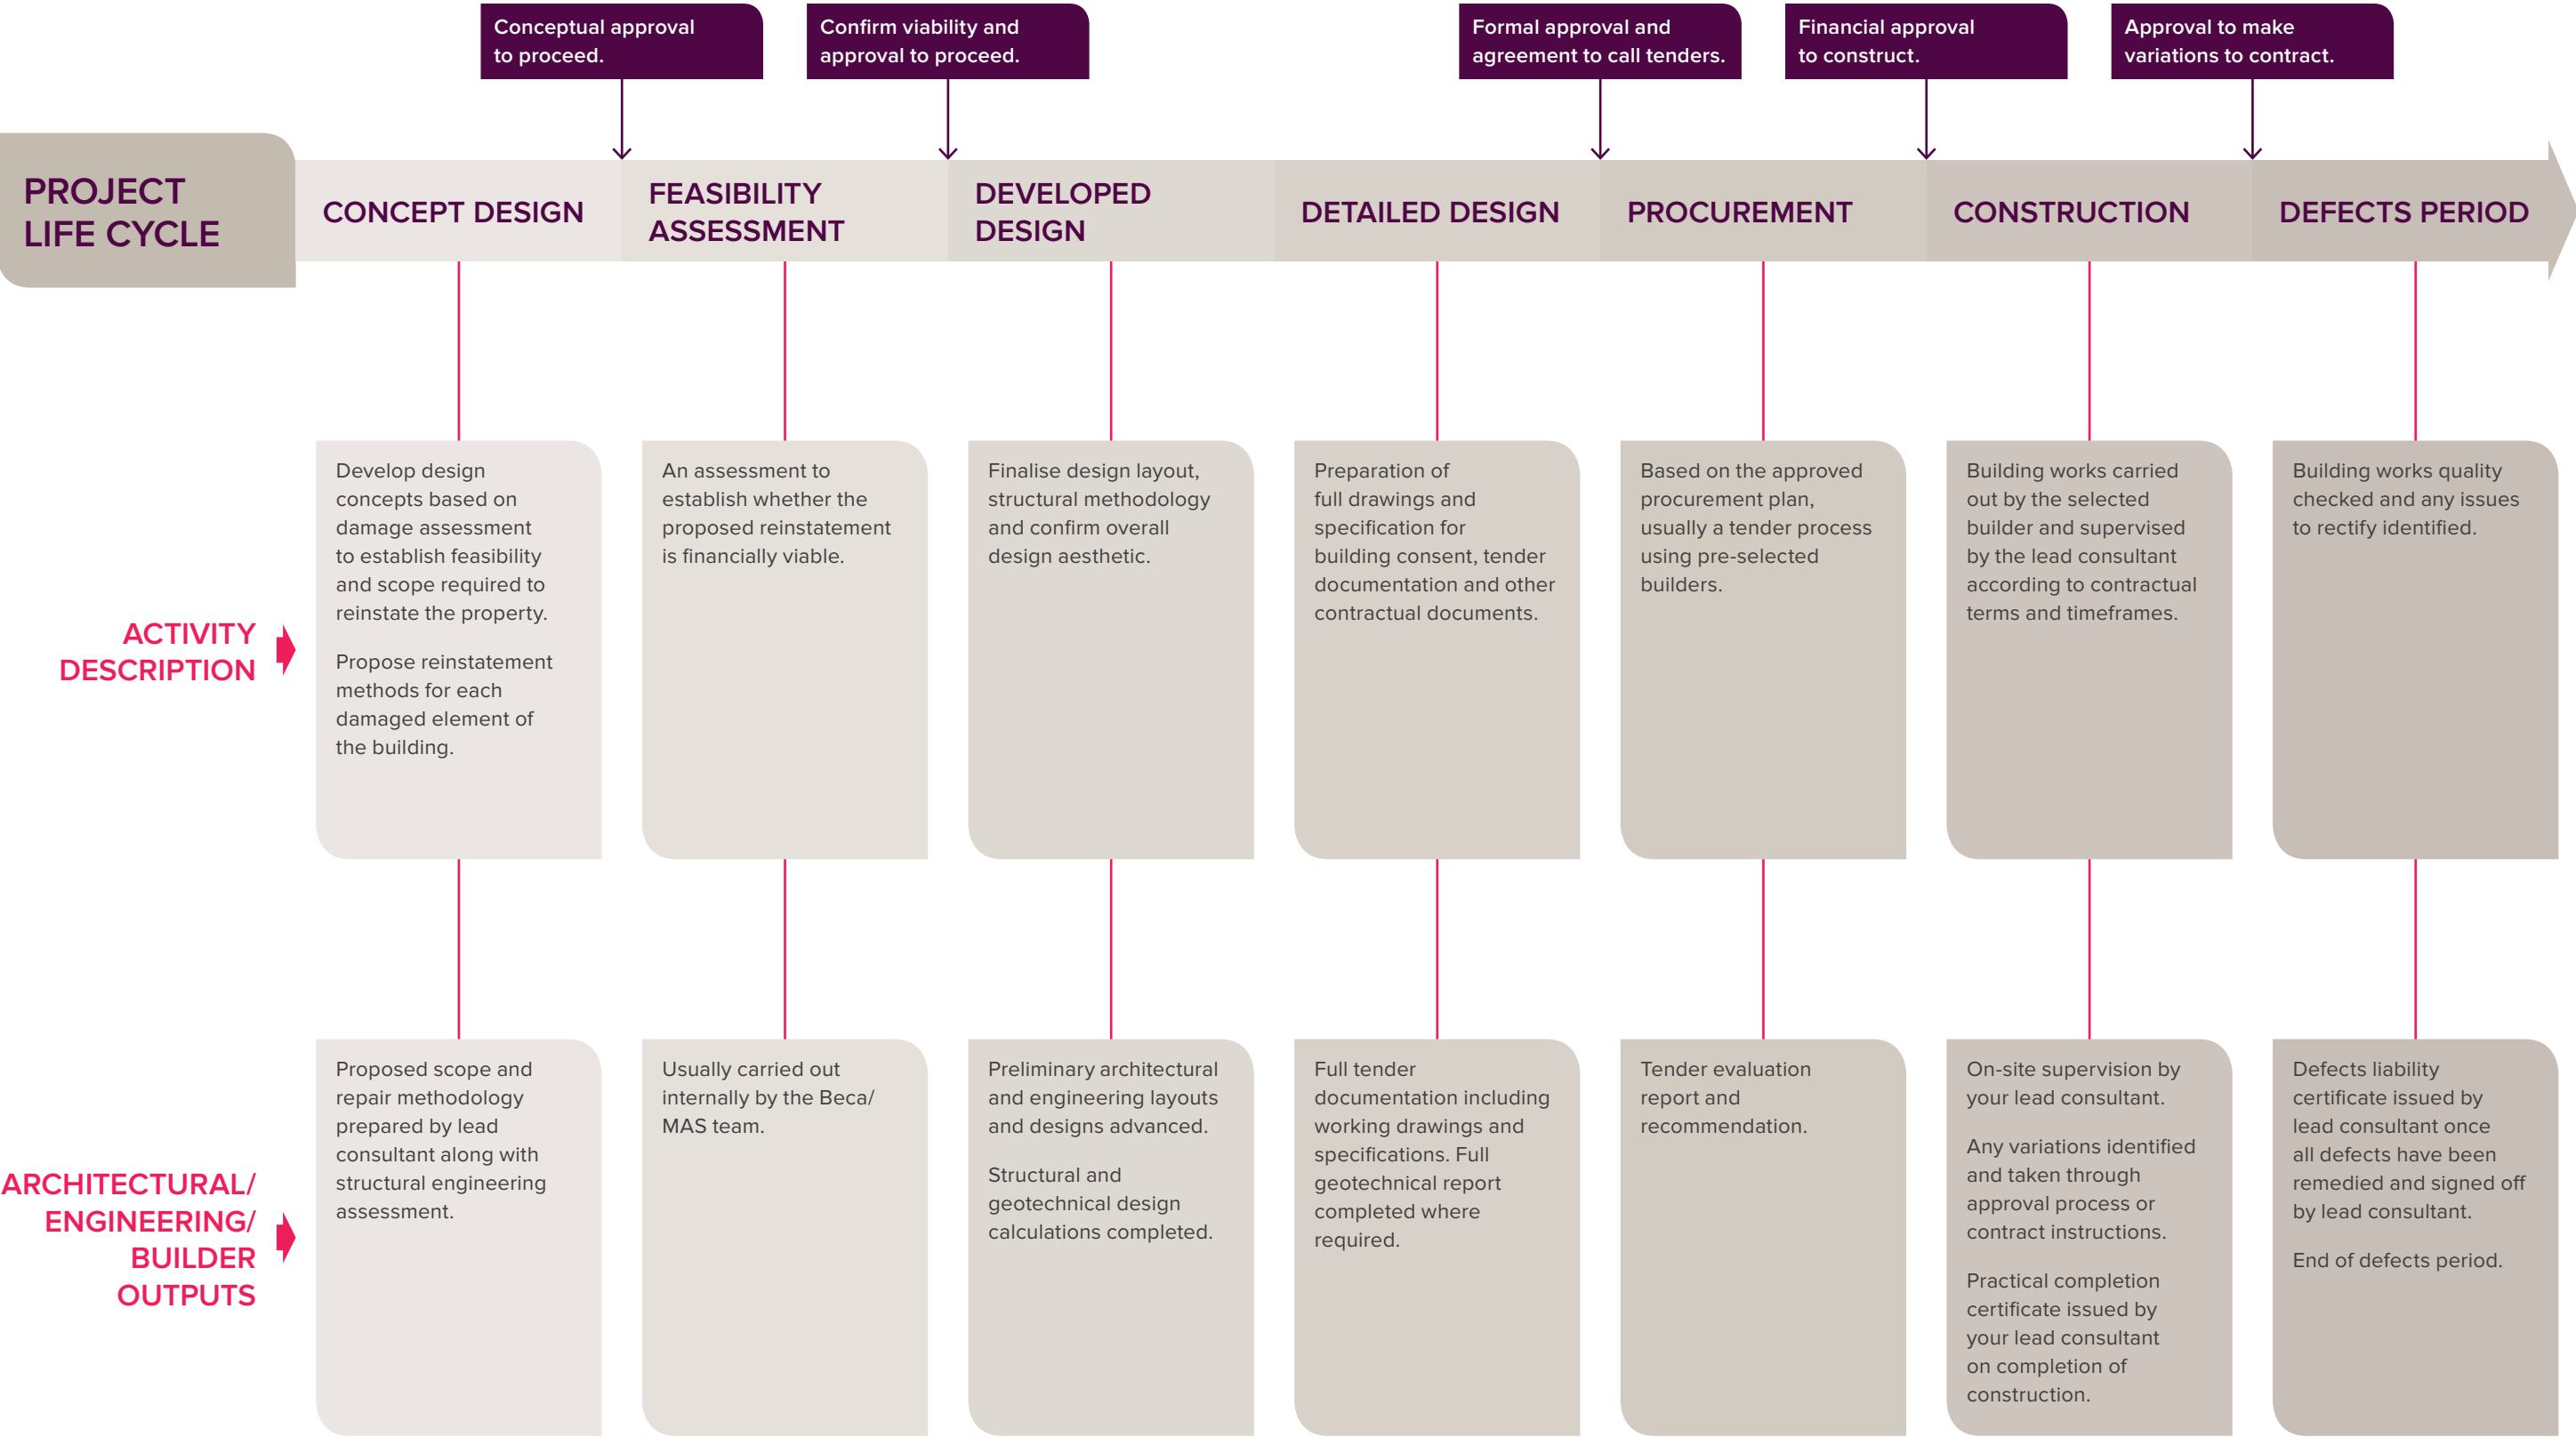 Conceptual approval
to proceed.
Confirm viability and
approval to proceed.
Formal approval and
agreement to call tenders.
Financial approval
to construct.
Approval to make
variations to contract.
PROJECT
LIFE CYCLE
CONCEPT DESIGN
FEASIBILITY
ASSESSMENT
DEVELOPED
DESIGN
DETAILED DESIGN
PROCUREMENT
CONSTRUCTION
DEFECTS PERIOD
ACTIVITY
DESCRIPTION
Develop design
concepts based on
damage assessment
to establish feasibility
and scope required to
reinstate the property.
Propose reinstatement
methods for each
damaged element of
the building.
An assessment to
establish whether the
proposed reinstatement
is financially viable.
Finalise design layout,
structural methodology
and confirm overall
design aesthetic.
Preparation of
full drawings and
specification for
building consent, tender
documentation and other
contractual documents.
Based on the approved
procurement plan,
usually a tender process
using pre-selected
builders.
Building works carried
out by the selected
builder and supervised
by the lead consultant
according to contractual
terms and timeframes.
Building works quality
checked and any issues
to rectify identified.
ARCHITECTURAL/
ENGINEERING/
BUILDER
OUTPUTS
Proposed scope and
repair methodology
prepared by lead
consultant along with
structural engineering
assessment.
Usually carried out
internally by the Beca/
MAS team.
Preliminary architectural
and engineering layouts
and designs advanced.
Structural and
geotechnical design
calculations completed.
Full tender
documentation including
working drawings and
specifications. Full
geotechnical report
completed where
required.
Tender evaluation
report and
recommendation.
On-site supervision by
your lead consultant.
Any variations identified
and taken through
approval process or
contract instructions.
Practical completion
certificate issued by
your lead consultant
on completion of
construction.
Defects liability
certificate issued by
lead consultant once
all defects have been
remedied and signed off
by lead consultant.
End of defects period.